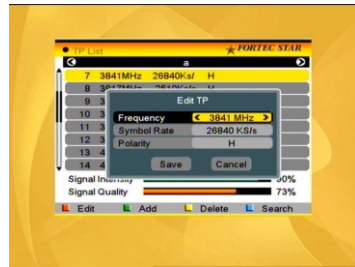 TP List
FORTEC STAR
a
7 3841MHz 26840Ks/ H
8
9 3
10 3
11 3
12 3
13 4
14 4
Edit TP
Frequency 3841 MHz
Symbol Rate 26840 KS/s
Polarity H
Save Cancel
Signal Intensity 90%
Signal Quality 73%
Edit Add Delete Search